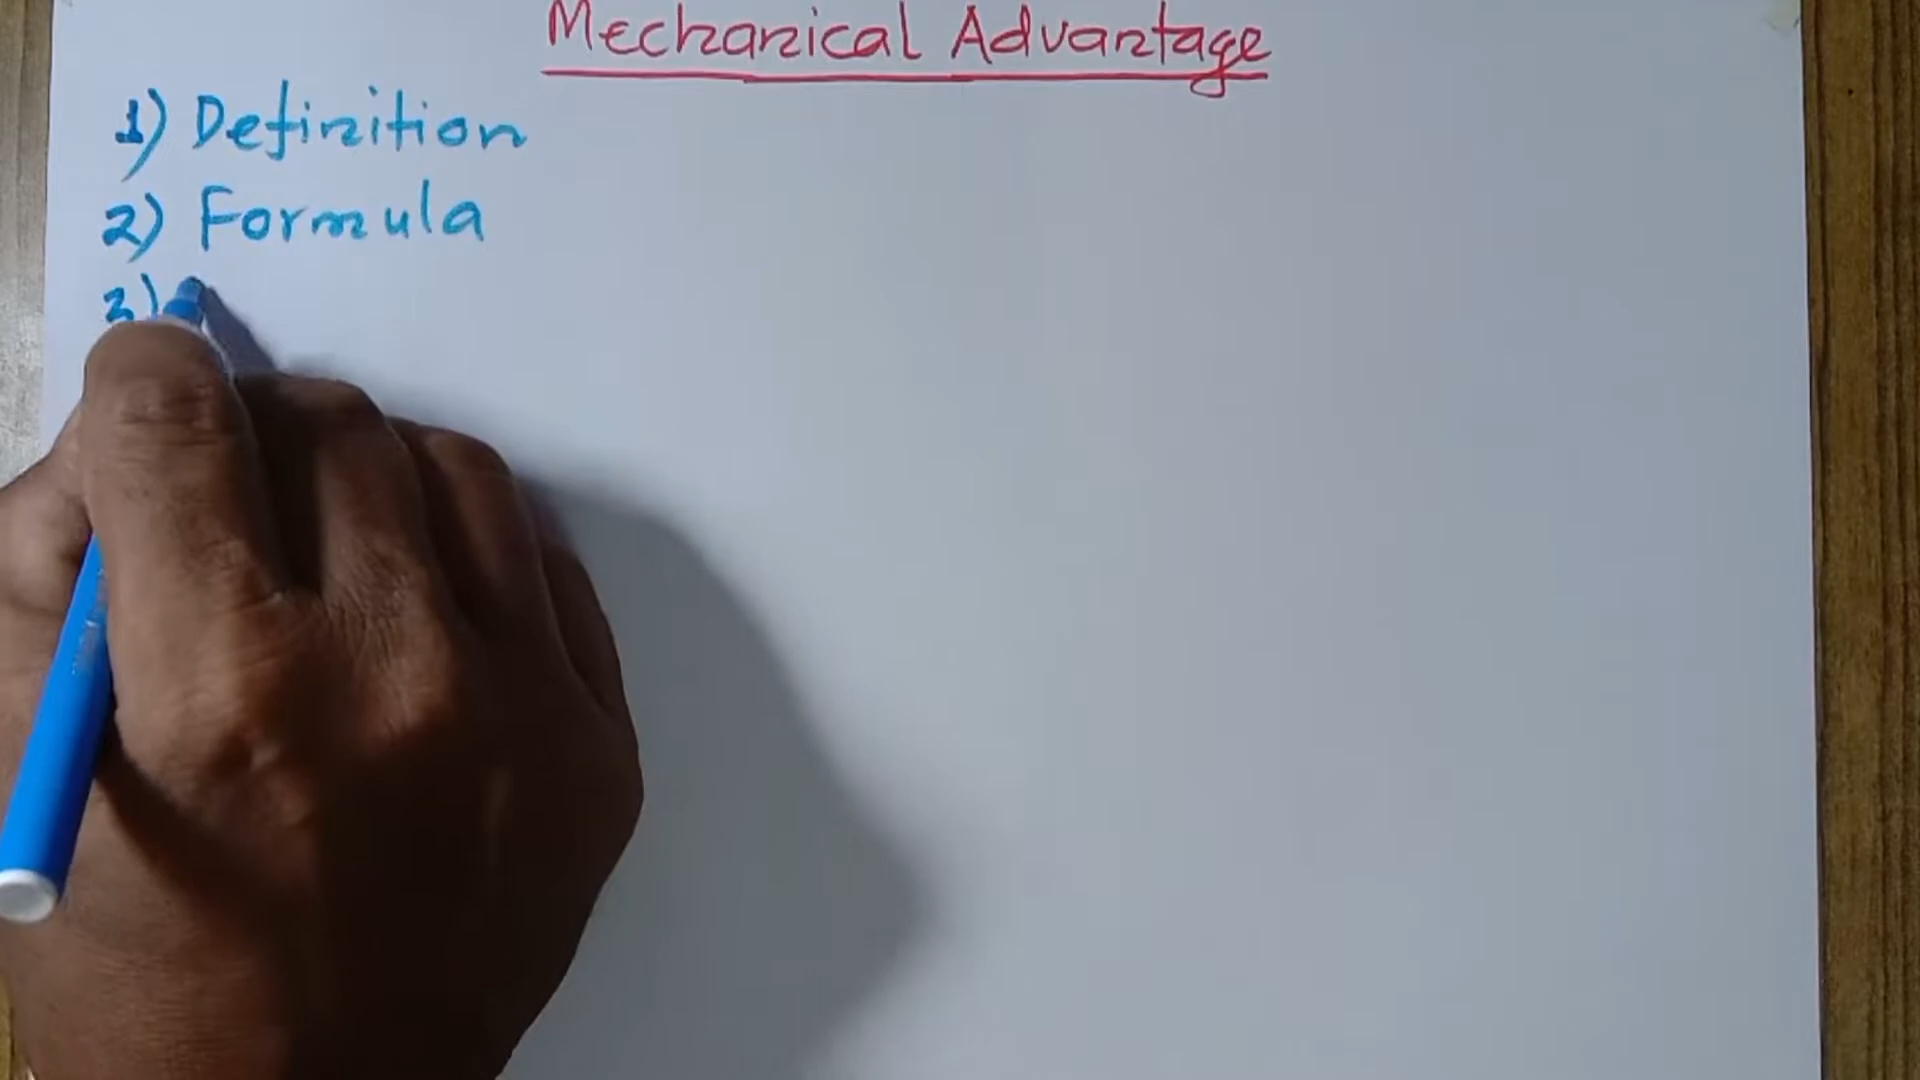 Mechanical Advantage
1) Definition
2) Formula
3)